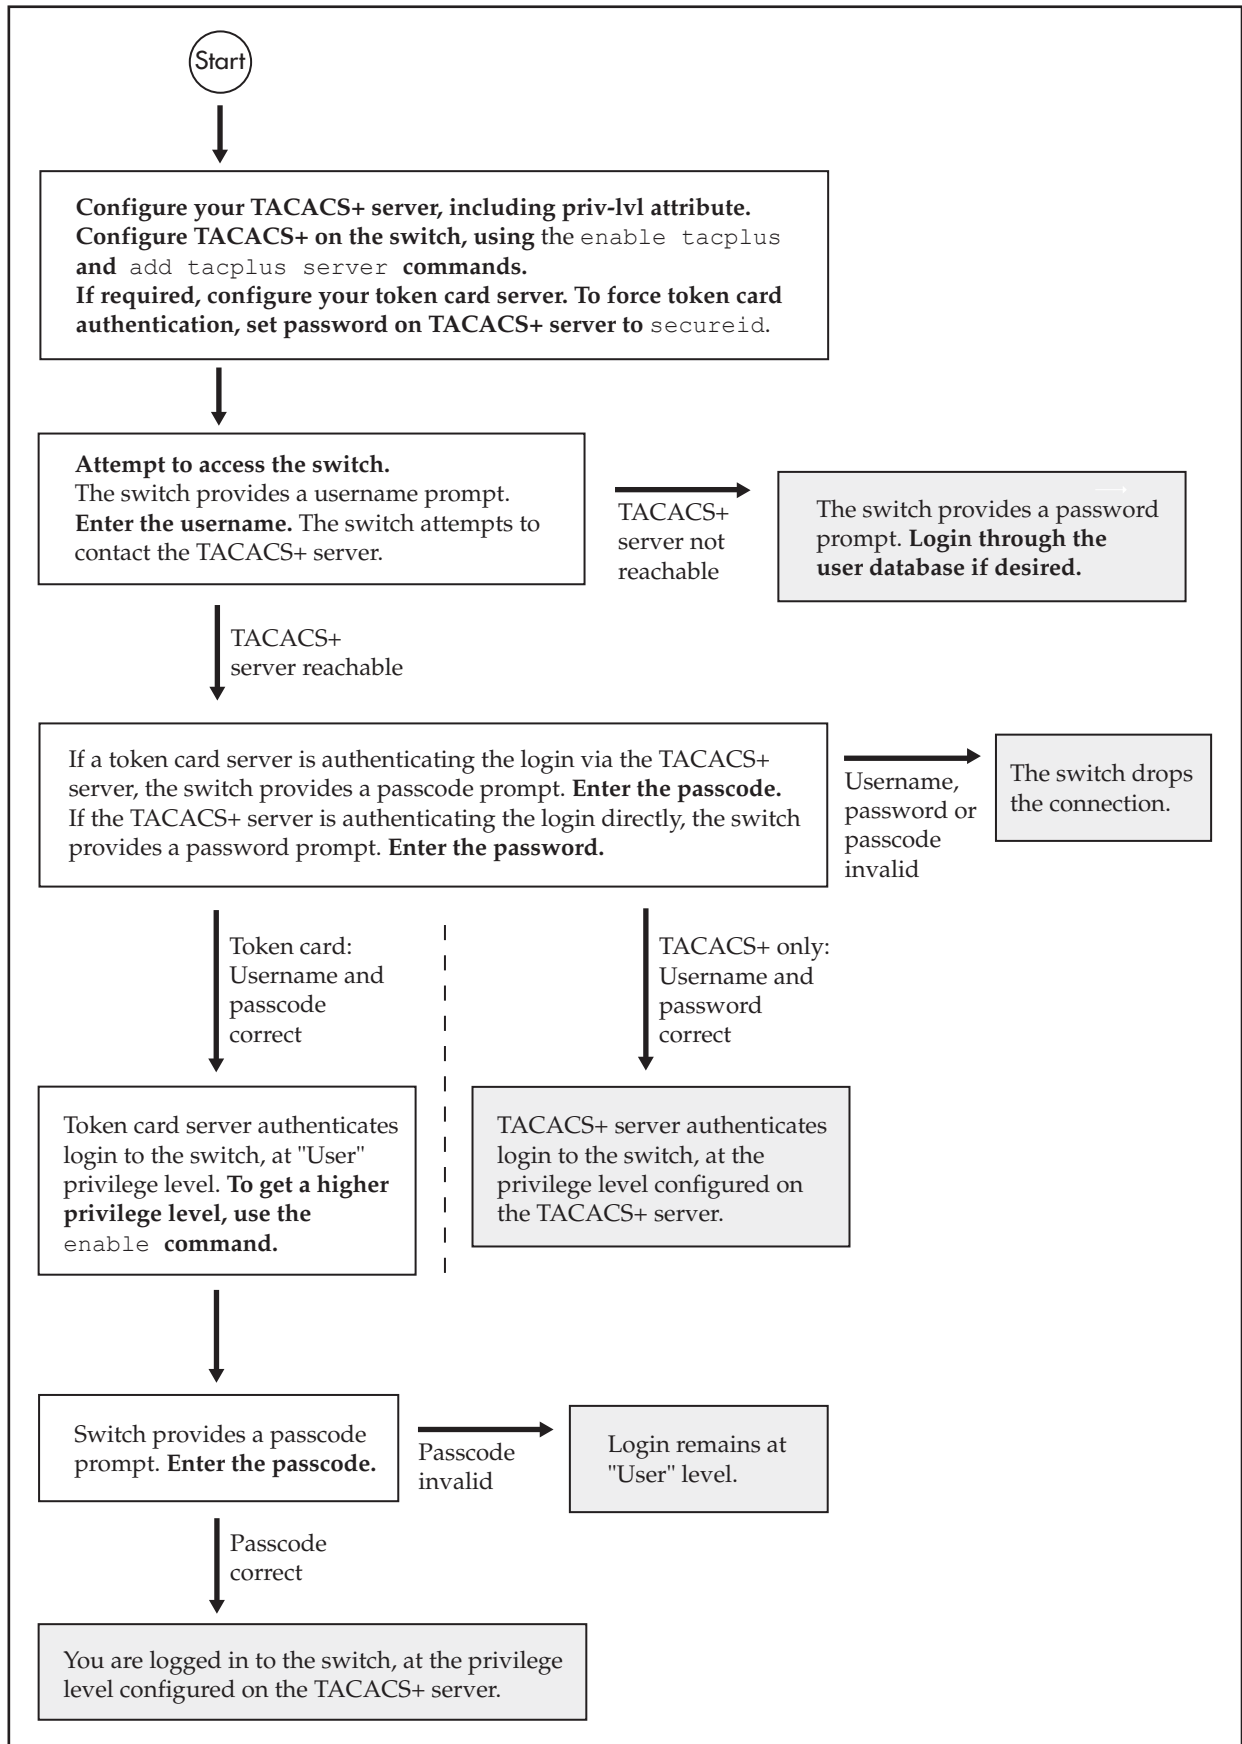 Start
Configure your TACACS+ server, including priv-lvl attribute.
Configure TACACS+ on the switch, using the enable tacplus
and add tacplus server commands.
If required, configure your token card server. To force token card
authentication, set password on TACACS+ server to secureid.
Attempt to access the switch.
The switch provides a username prompt.
Enter the username. The switch attempts to
contact the TACACS+ server.
TACACS+
server not
reachable
The switch provides a password
prompt. Login through the
user database if desired.
TACACS+
server reachable
If a token card server is authenticating the login via the TACACS+
server, the switch provides a passcode prompt. Enter the passcode.
If the TACACS+ server is authenticating the login directly, the switch
provides a password prompt. Enter the password.
Username,
password or
passcode
invalid
The switch drops
the connection.
Token card:
Username and
passcode
correct
TACACS+ only:
Username and
password
correct
Token card server authenticates
login to the switch, at "User"
privilege level. To get a higher
privilege level, use the
enable command.
TACACS+ server authenticates
login to the switch, at the
privilege level configured on
the TACACS+ server.
Switch provides a passcode
prompt. Enter the passcode.
Passcode
invalid
Login remains at
"User" level.
Passcode
correct
You are logged in to the switch, at the privilege
level configured on the TACACS+ server.